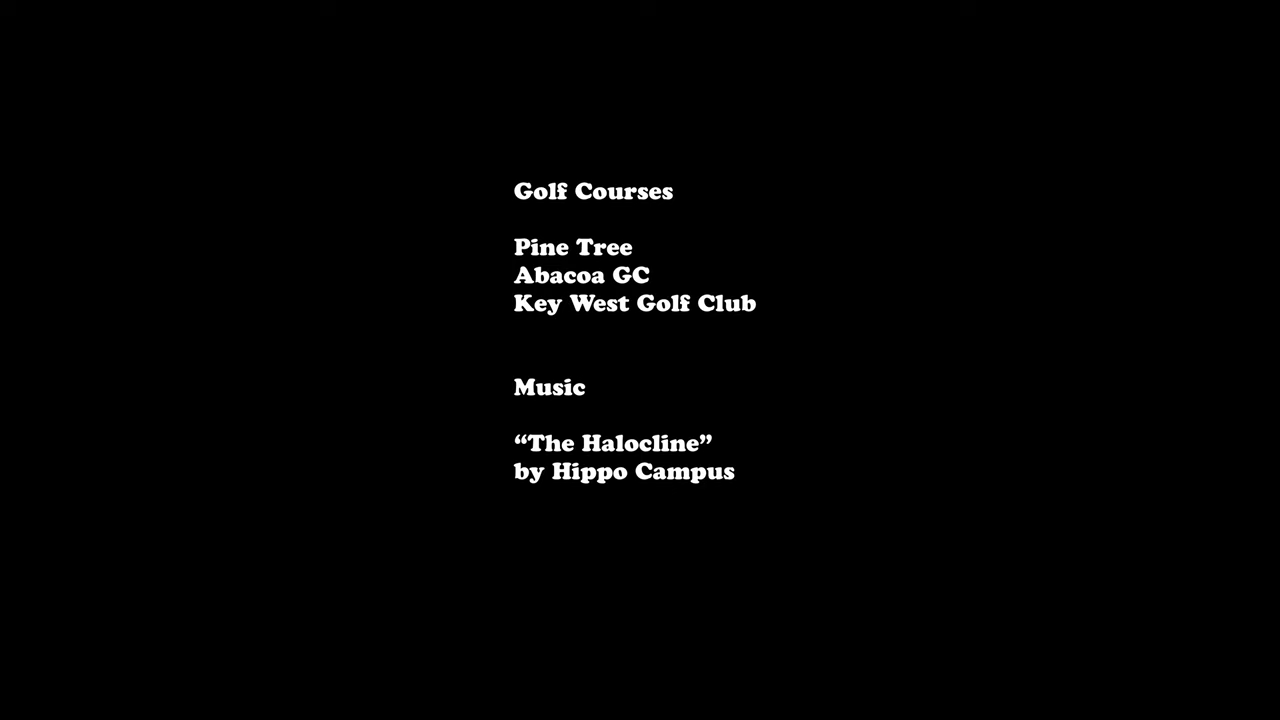 Golf Courses
Pine Tree
Abacoa GC
Key West Golf Club
Music
“The Halocline”
by Hippo Campus